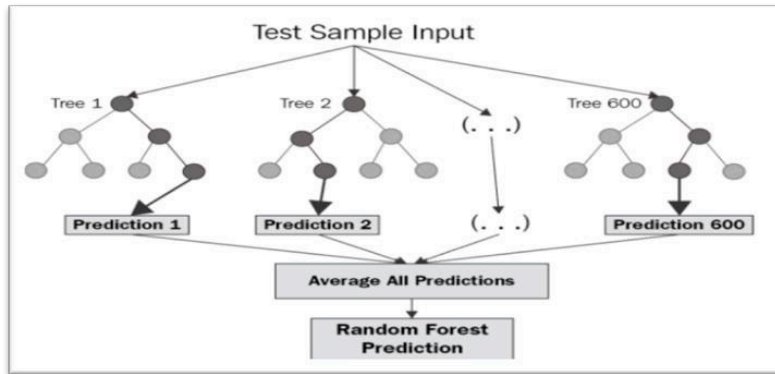 Test Sample Input
Tree 1
Tree 2
(. . .)
Tree 600
Prediction 1
Prediction 2
(. . .)
Prediction 600
Average All Predictions
Random Forest
Prediction